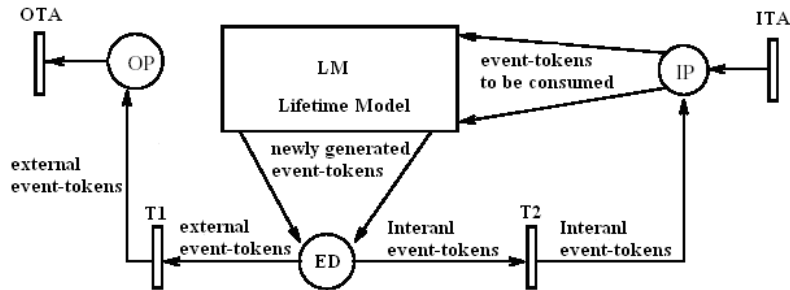 OTA
ITA
OP
LM
Lifetime Model
event-tokens
to be consumed
IP
newly generated
event-tokens
external
event-tokens
T1
external
event-tokens
ED
Interanl
event-tokens
T2
Interanl
event-tokens